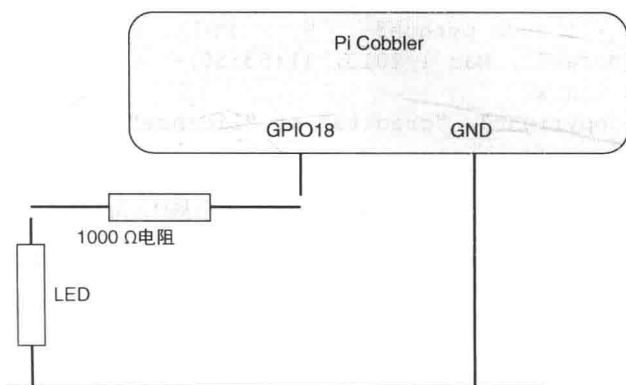 Pi Cobbler
GPIO18 GND
1000 Ω电阻
LED